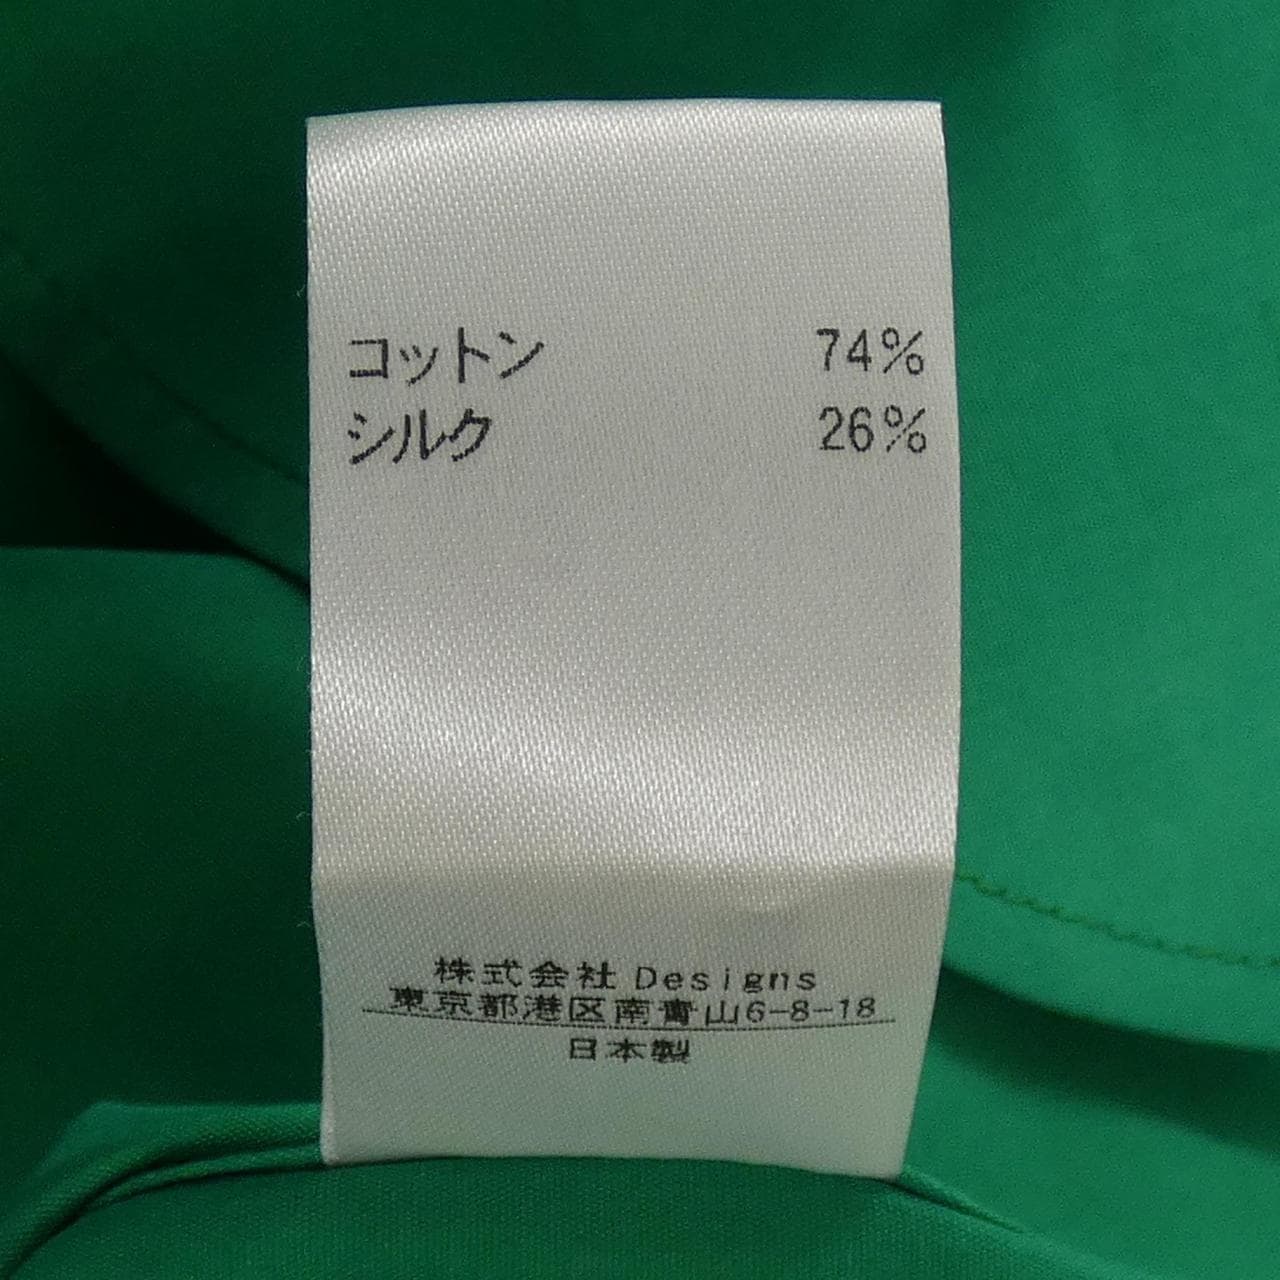 コットン 74%
シルク 26%
株式会社 Designs
東京都港区南青山6-8-18
日本製